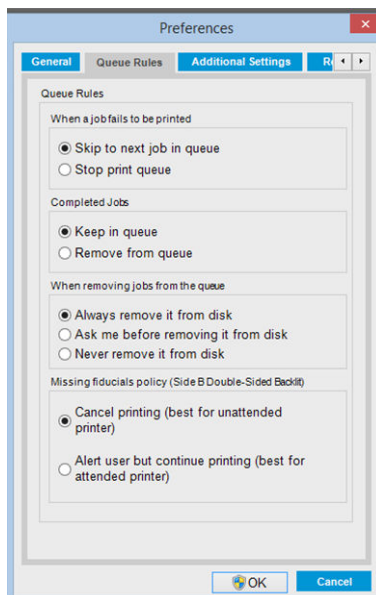 Preferences
General
Queue Rules
Additional Settings
Queue Rules
When a job fails to be printed
Skip to next job in queue
Stop print queue
Completed Jobs
Keep in queue
Remove from queue
When removing jobs from the queue
Always remove it from disk
Ask me before removing it from disk
Never remove it from disk
Missing fiducials policy (Side B Double-Sided Backlit)
Cancel printing (best for unattended
printer)
Alert user but continue printing (best for
attended printer)
OK
Cancel